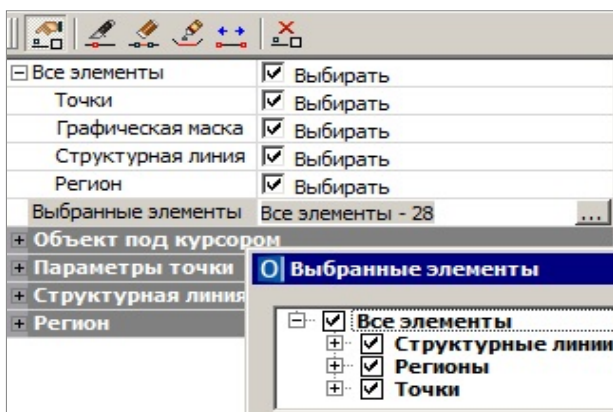 Все элементы Выбирать
Точки Выбирать
Графическая маска Выбирать
Структурная линия Выбирать
Регион Выбирать
Выбранные элементы Все элементы - 28 ...
Объект под курсором
Параметры точки
Структурная линия
Регион
Выбранные элементы
Все элементы
Структурные линии
Регионы
Точки